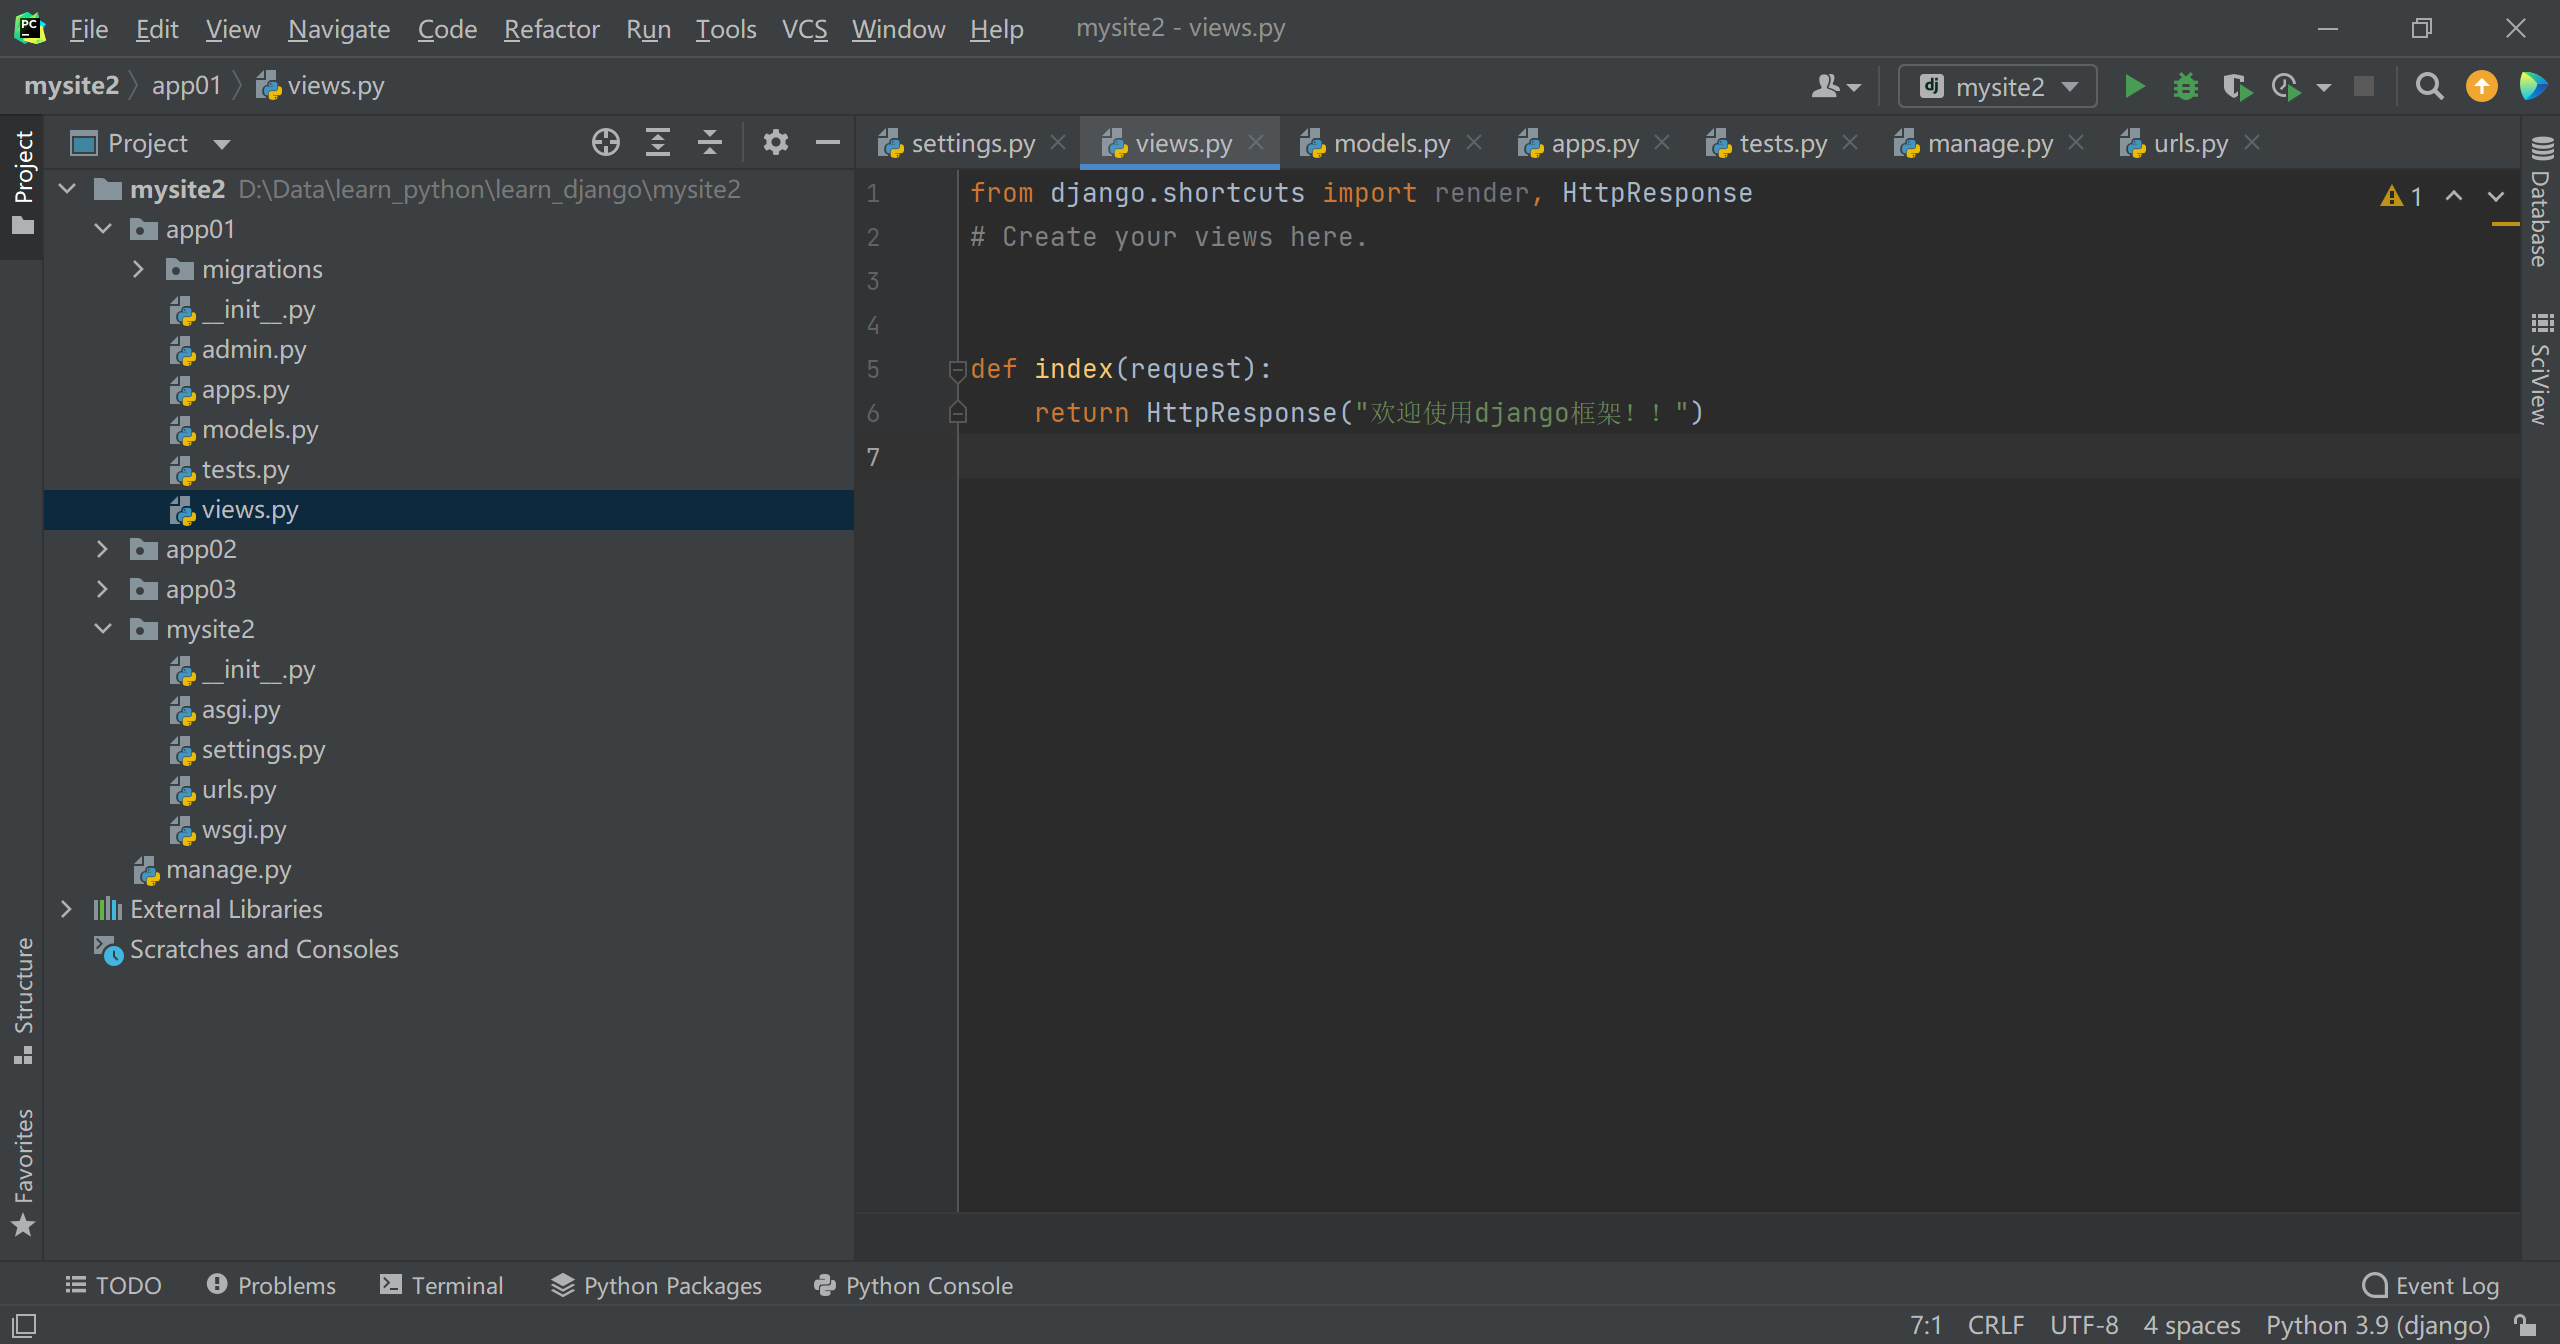 PC
File Edit View Navigate Code Refactor Run Tools VCS Window Help mysite2 - views.py
mysite2 app01 views.py
dj mysite2
Project
Project
settings.py views.py models.py apps.py tests.py manage.py urls.py
mysite2 D:\Data\learn_python\learn_django\mysite2
app01
migrations
__init__.py
admin.py
apps.py
models.py
tests.py
views.py
app02
app03
mysite2
__init__.py
asgi.py
settings.py
urls.py
wsgi.py
manage.py
External Libraries
Scratches and Consoles
1 from django.shortcuts import render, HttpResponse
2 # Create your views here.
3
4
5 def index(request):
6 return HttpResponse("欢迎使用django框架！！")
7
1
Database
SciView
Structure
Favorites
TODO Problems Terminal Python Packages Python Console Event Log
7:1 CRLF UTF-8 4 spaces Python 3.9 (django)